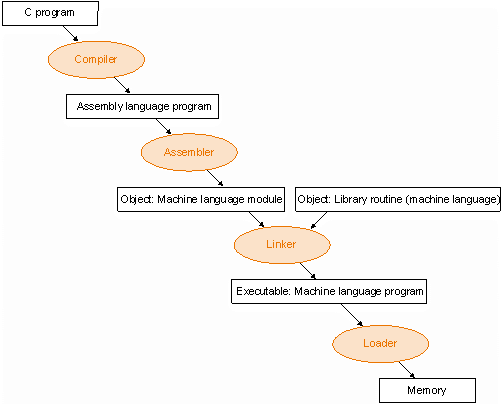 C program
Compiler
Assembly language program
Assembler
Object: Machine language module
Object: Library routine (machine language)
Linker
Executable: Machine language program
Loader
Memory